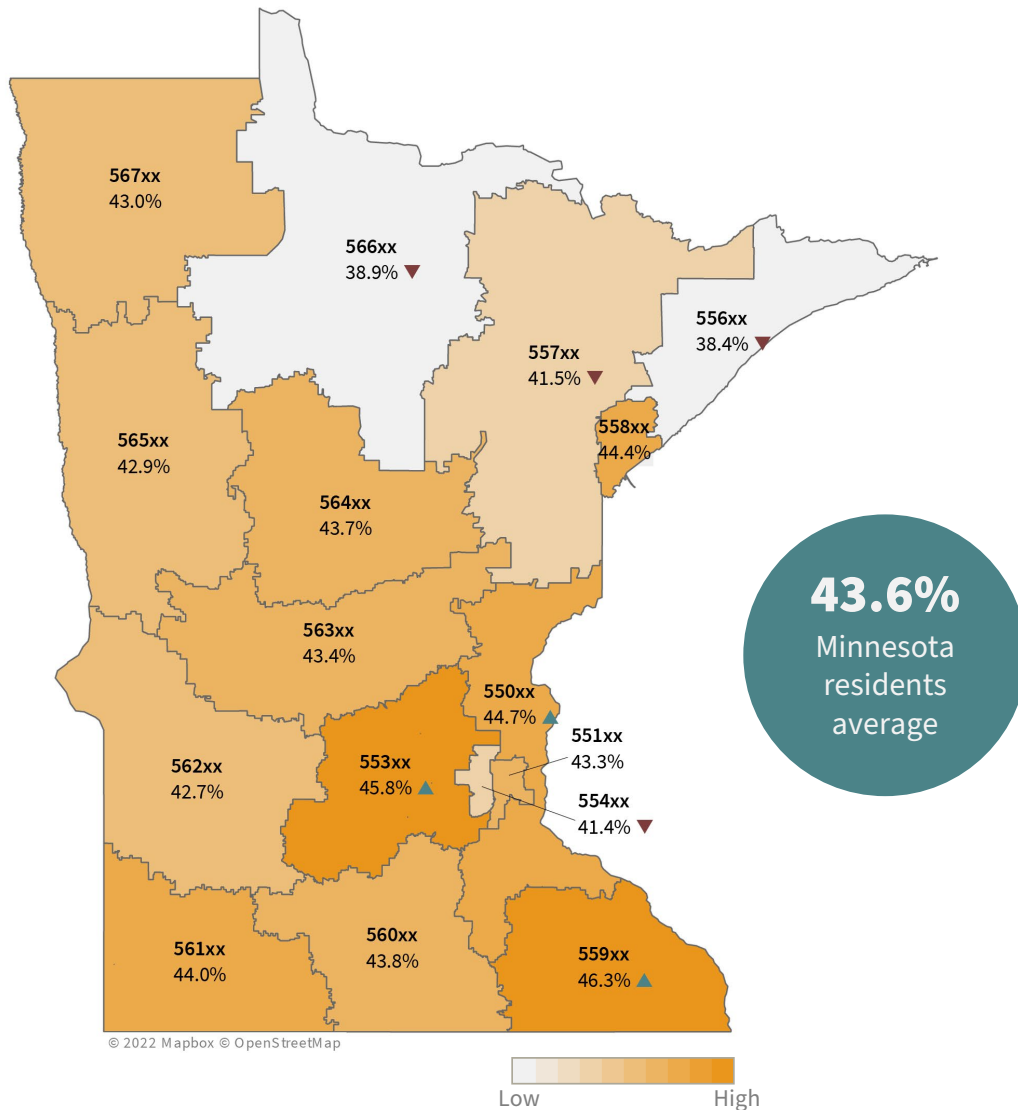 567xx
43.0%
566xx
38.9%
556xx
38.4%
557xx
41.5%
558xx
44.4%
565xx
42.9%
564xx
43.7%
43.6%
Minnesota
residents
average
563xx
43.4%
550xx
44.7%
551xx
43.3%
553xx
45.8%
562xx
42.7%
554xx
41.4%
561xx
44.0%
560xx
43.8%
559xx
46.3%
© 2022 Mapbox © OpenStreetMap
Low
High